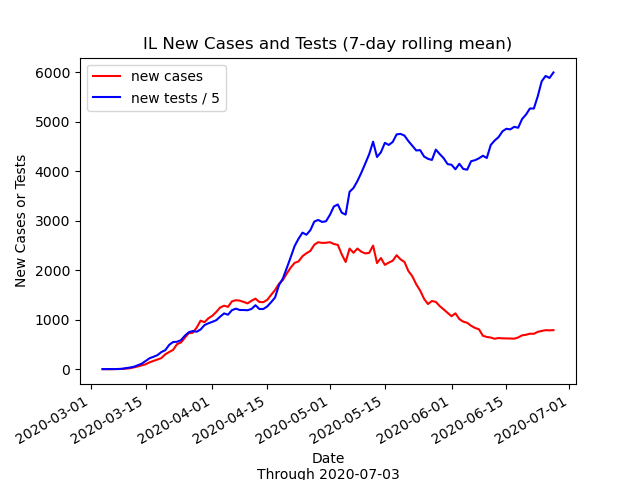 IL New Cases and Tests (7-day rolling mean)
new cases
new tests / 5
New Cases or Tests
6000
5000
4000
3000
2000
1000
0
2020-03-01
2020-03-15
2020-04-01
2020-04-15
2020-05-01
2020-05-15
2020-06-01
2020-06-15
2020-07-01
Date
Through 2020-07-03